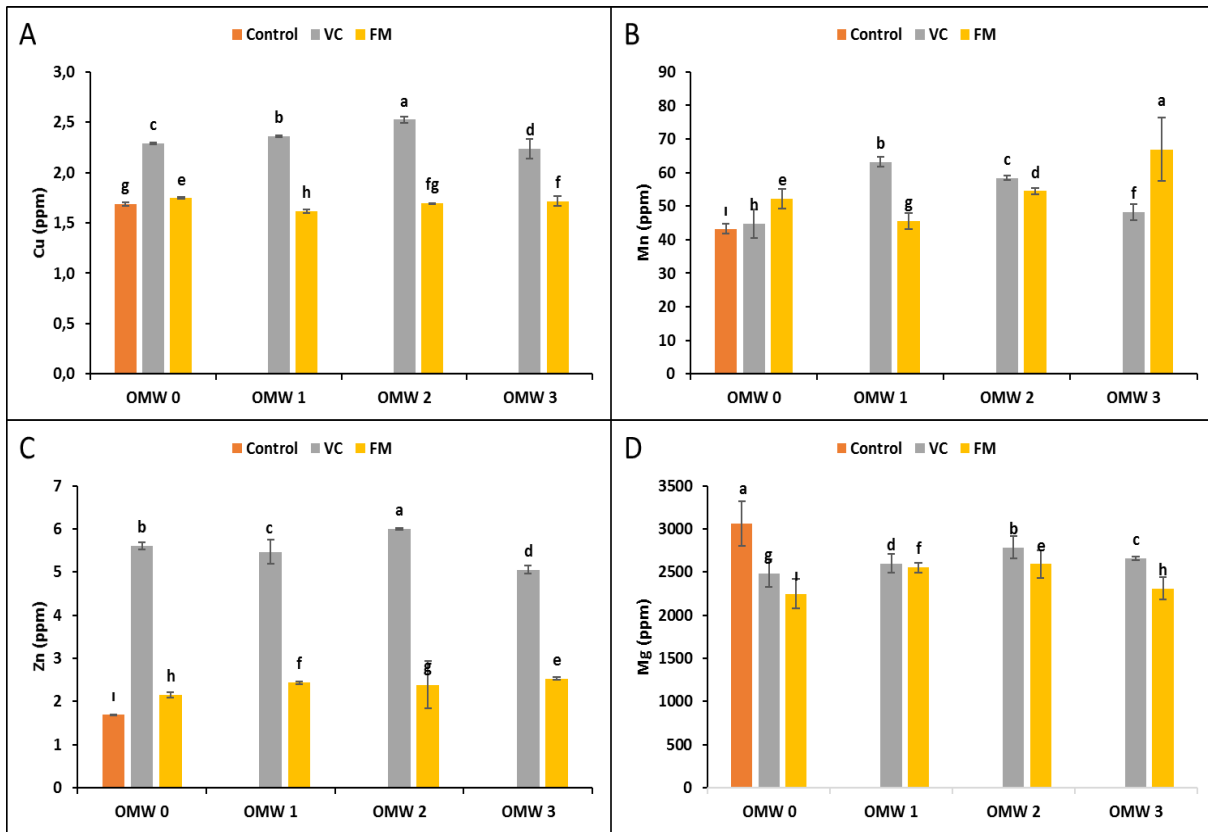 A
Control VC FM
Cu (ppm)
3,0
2,5
2,0
1,5
1,0
0,5
0,0
g c e
b h
a fg
d f
OMW 0 OMW 1 OMW 2 OMW 3
B
Control VC FM
Mn (ppm)
90
80
70
60
50
40
30
20
10
0
ı h e
b g
c d
f a
OMW 0 OMW 1 OMW 2 OMW 3
C
Control VC FM
Zn (ppm)
7
6
5
4
3
2
1
0
ı b h
c f
a g
d e
OMW 0 OMW 1 OMW 2 OMW 3
D
Control VC FM
Mg (ppm)
3500
3000
2500
2000
1500
1000
500
0
a g ı
d f
b e
c h
OMW 0 OMW 1 OMW 2 OMW 3